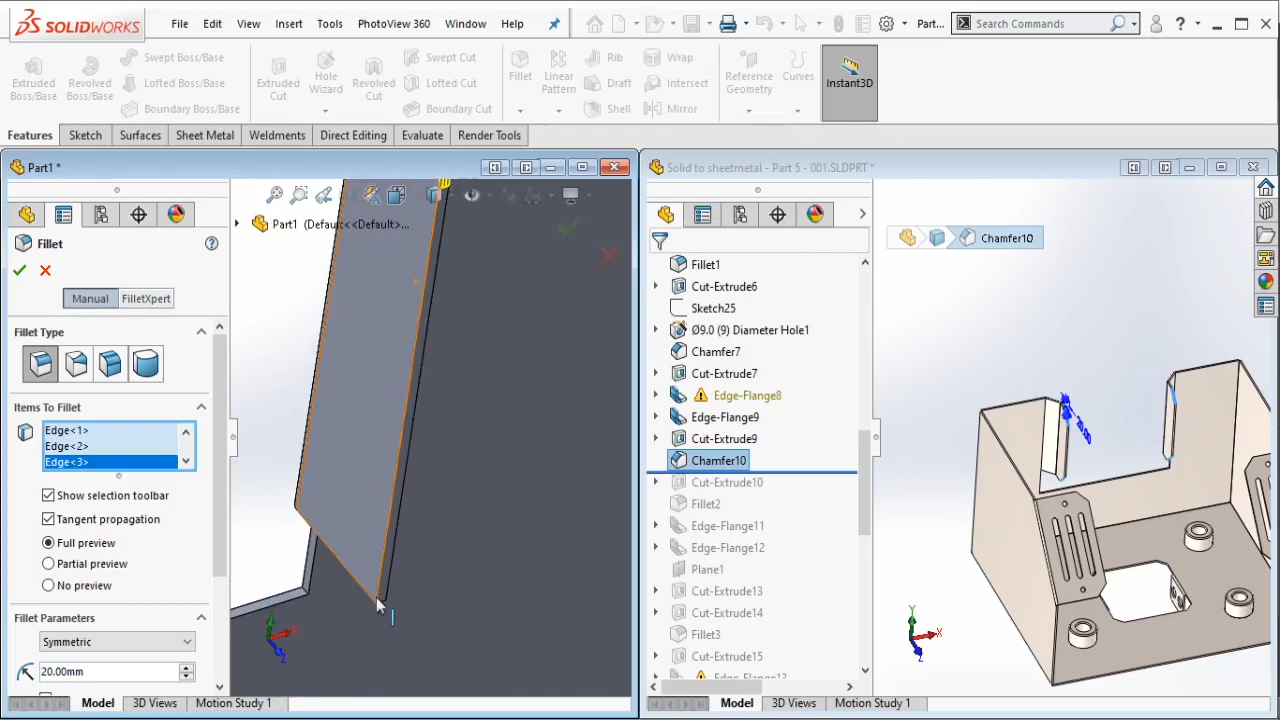 SOLIDWORKS
File Edit View Insert Tools PhotoView 360 Window Help
Part...
Search Commands
?
Extruded Boss/Base
Revolved Boss/Base
Swept Boss/Base
Lofted Boss/Base
Boundary Boss/Base
Extruded Cut
Hole Wizard
Revolved Cut
Swept Cut
Lofted Cut
Boundary Cut
Fillet
Linear Pattern
Rib
Draft
Shell
Wrap
Intersect
Mirror
Reference Geometry
Curves
Instant3D
Features Sketch Surfaces Sheet Metal Weldments Direct Editing Evaluate Render Tools
Part1 *
Fillet
?
Manual FilletXpert
Fillet Type
Items To Fillet
Edge<1>
Edge<2>
Edge<3>
Show selection toolbar
Tangent propagation
Full preview
Partial preview
No preview
Fillet Parameters
Symmetric
20.00mm
Part1 (Default<<Default>...
Y
X
Z
Model 3D Views Motion Study 1
Solid to sheetmetal - Part 5 - 001.SLDPRT *
Fillet1
Cut-Extrude6
Sketch25
Ø9.0 (9) Diameter Hole1
Chamfer7
Cut-Extrude7
Edge-Flange8
Edge-Flange9
Cut-Extrude9
Chamfer10
Cut-Extrude10
Fillet2
Edge-Flange11
Edge-Flange12
Plane1
Cut-Extrude13
Cut-Extrude14
Fillet3
Cut-Extrude15
Edge-Flange13
Chamfer10
Y
X
Z
Model 3D Views Motion Study 1